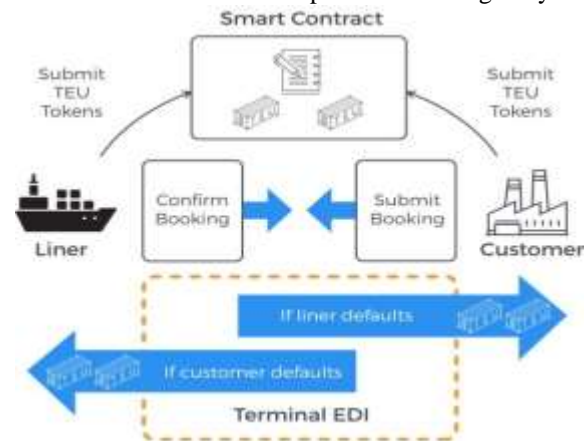 Smart Contract
Submit
TEU
Tokens
Submit
TEU
Tokens
Confirm
Booking
Submit
Booking
Liner
Customer
If liner defaults
If customer defaults
Terminal EDI